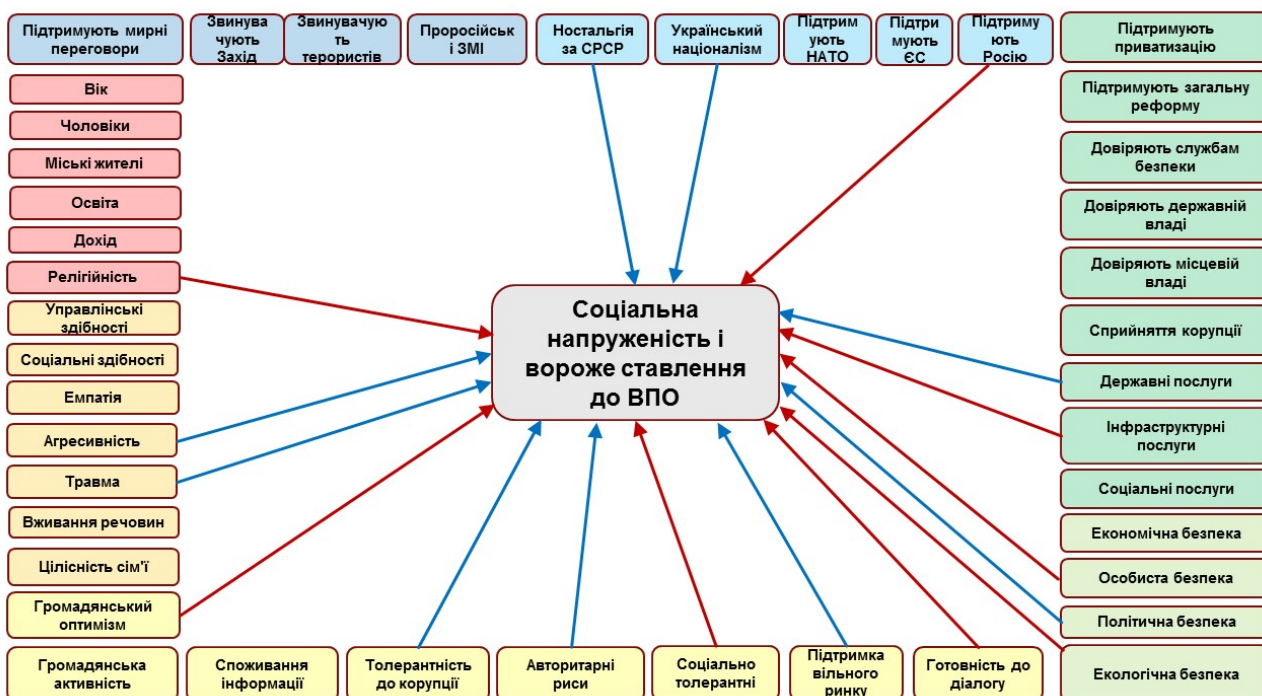 Підтримують мирні
переговори
Звинува
чують
Захід
Звинувачую
ть
терористів
Проросійськ
і ЗМІ
Ностальгія
за СРСР
Український
націоналізм
Підтрим
ують
НАТО
Підтри
мують
ЄС
Підтриму
ють
Росію
Підтримують
приватизацію
Вік
Чоловіки
Міські жителі
Освіта
Дохід
Релігійність
Управлінські
здібності
Соціальні здібності
Емпатія
Агресивність
Травма
Вживання речовин
Цілісність сім'ї
Громадянський
оптимізм
Громадянська
активність
Соціальна
напруженість і
вороже ставлення
до ВПО
Підтримують загальну
реформу
Довіряють службам
безпеки
Довіряють державній
владі
Довіряють місцевій
владі
Сприйняття корупції
Державні послуги
Інфраструктурні
послуги
Соціальні послуги
Економічна безпека
Особиста безпека
Політична безпека
Екологічна безпека
Споживання
інформації
Толерантність
до корупції
Авторитарні
риси
Соціально
толерантні
Підтримка
вільного
ринку
Готовність до
діалогу